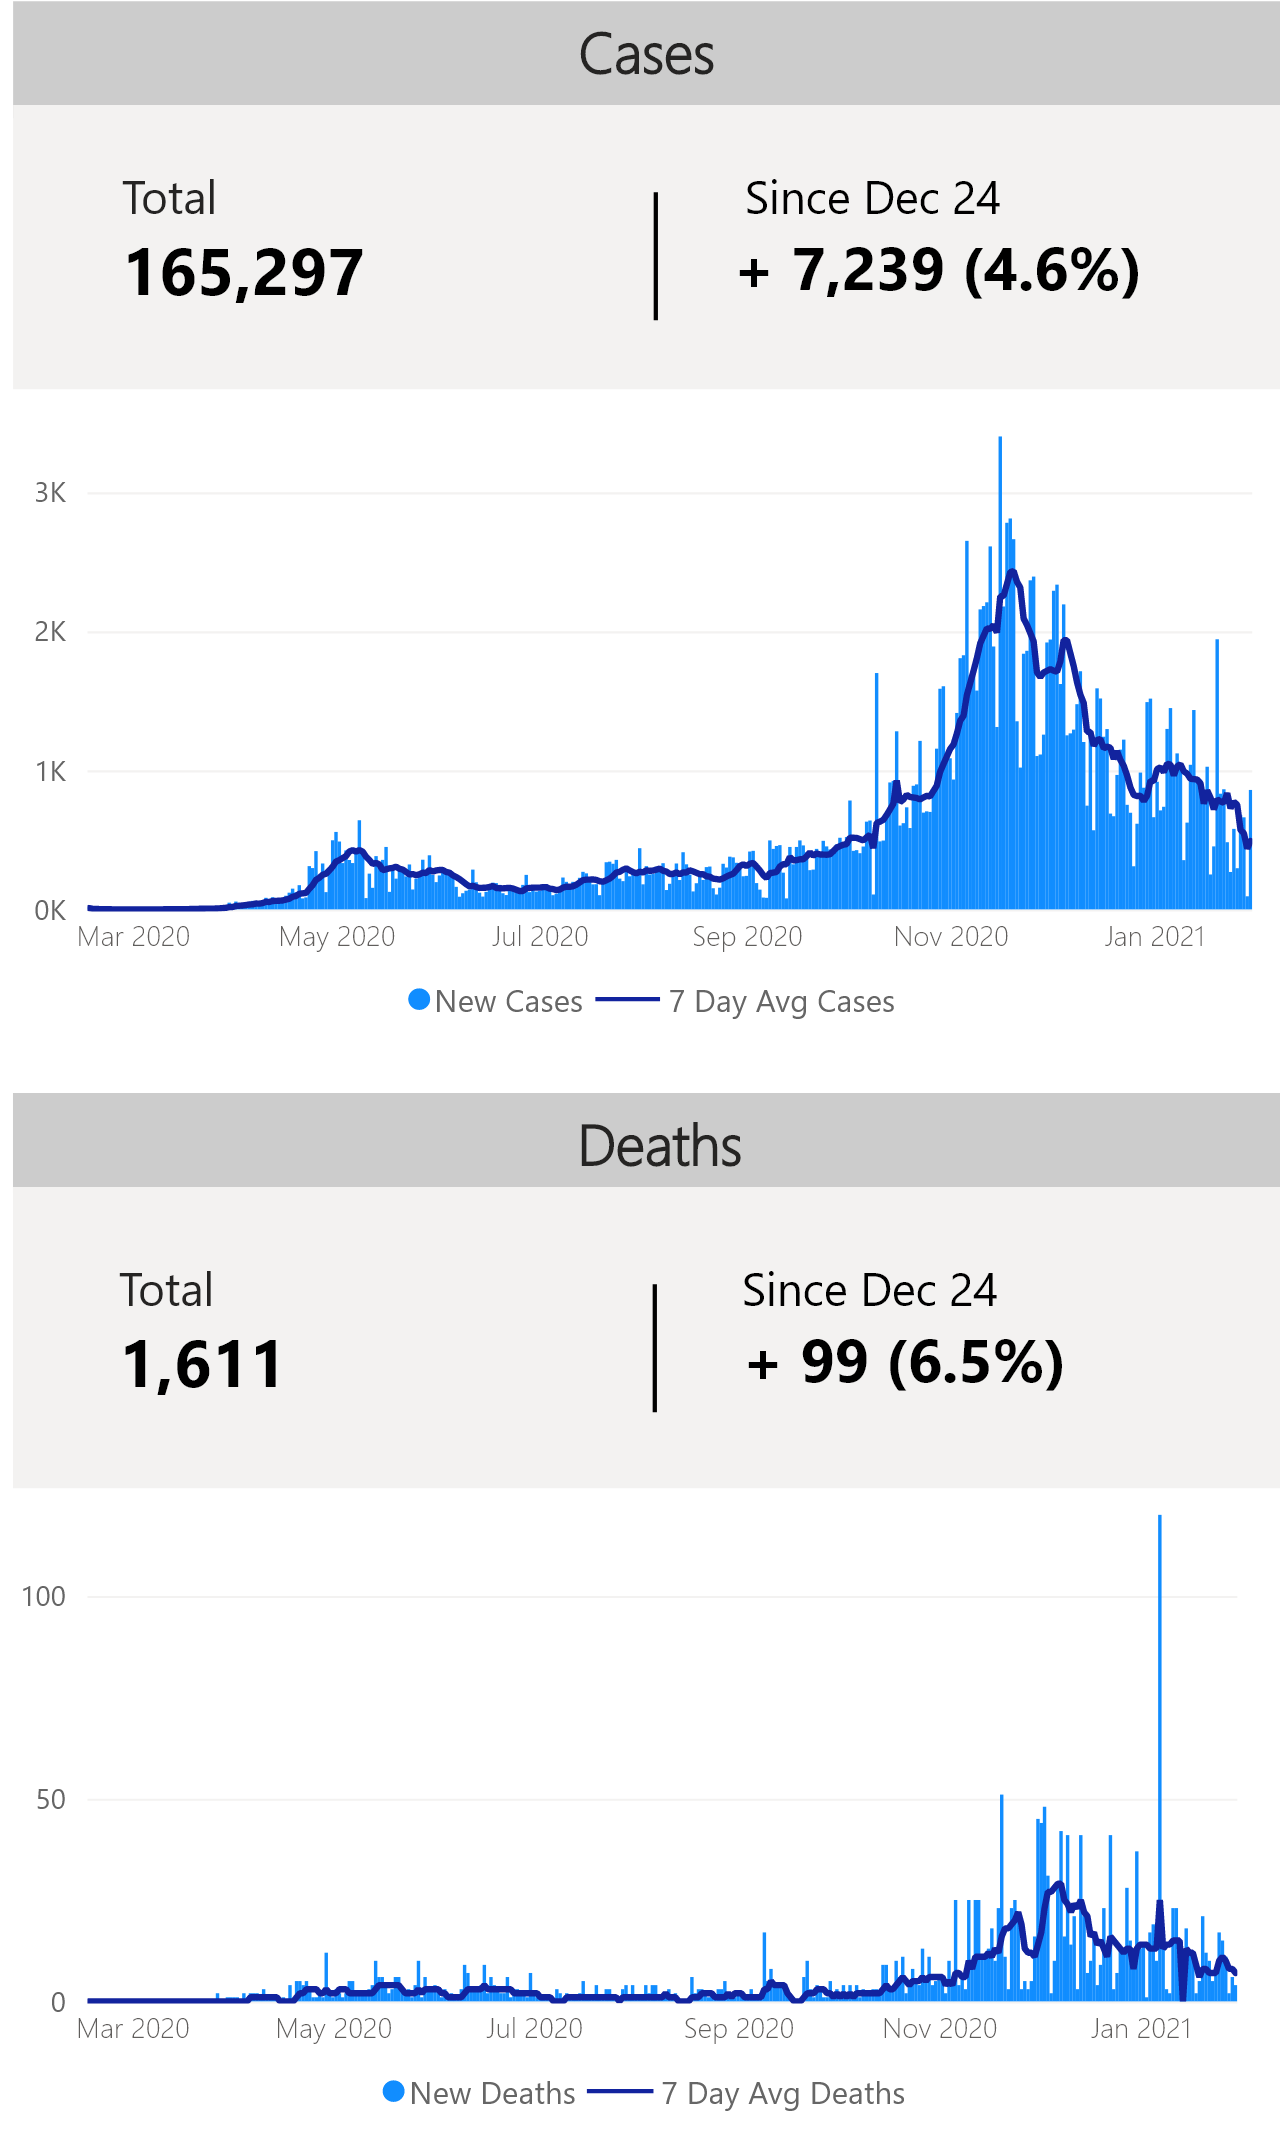 Cases
Total
165,297
Since Dec 24
+ 7,239 (4.6%)
3K
2K
1K
0K
Mar 2020 May 2020 Jul 2020 Sep 2020 Nov 2020 Jan 2021
New Cases 7 Day Avg Cases
Deaths
Total
1,611
Since Dec 24
+ 99 (6.5%)
100
50
0
Mar 2020 May 2020 Jul 2020 Sep 2020 Nov 2020 Jan 2021
New Deaths 7 Day Avg Deaths